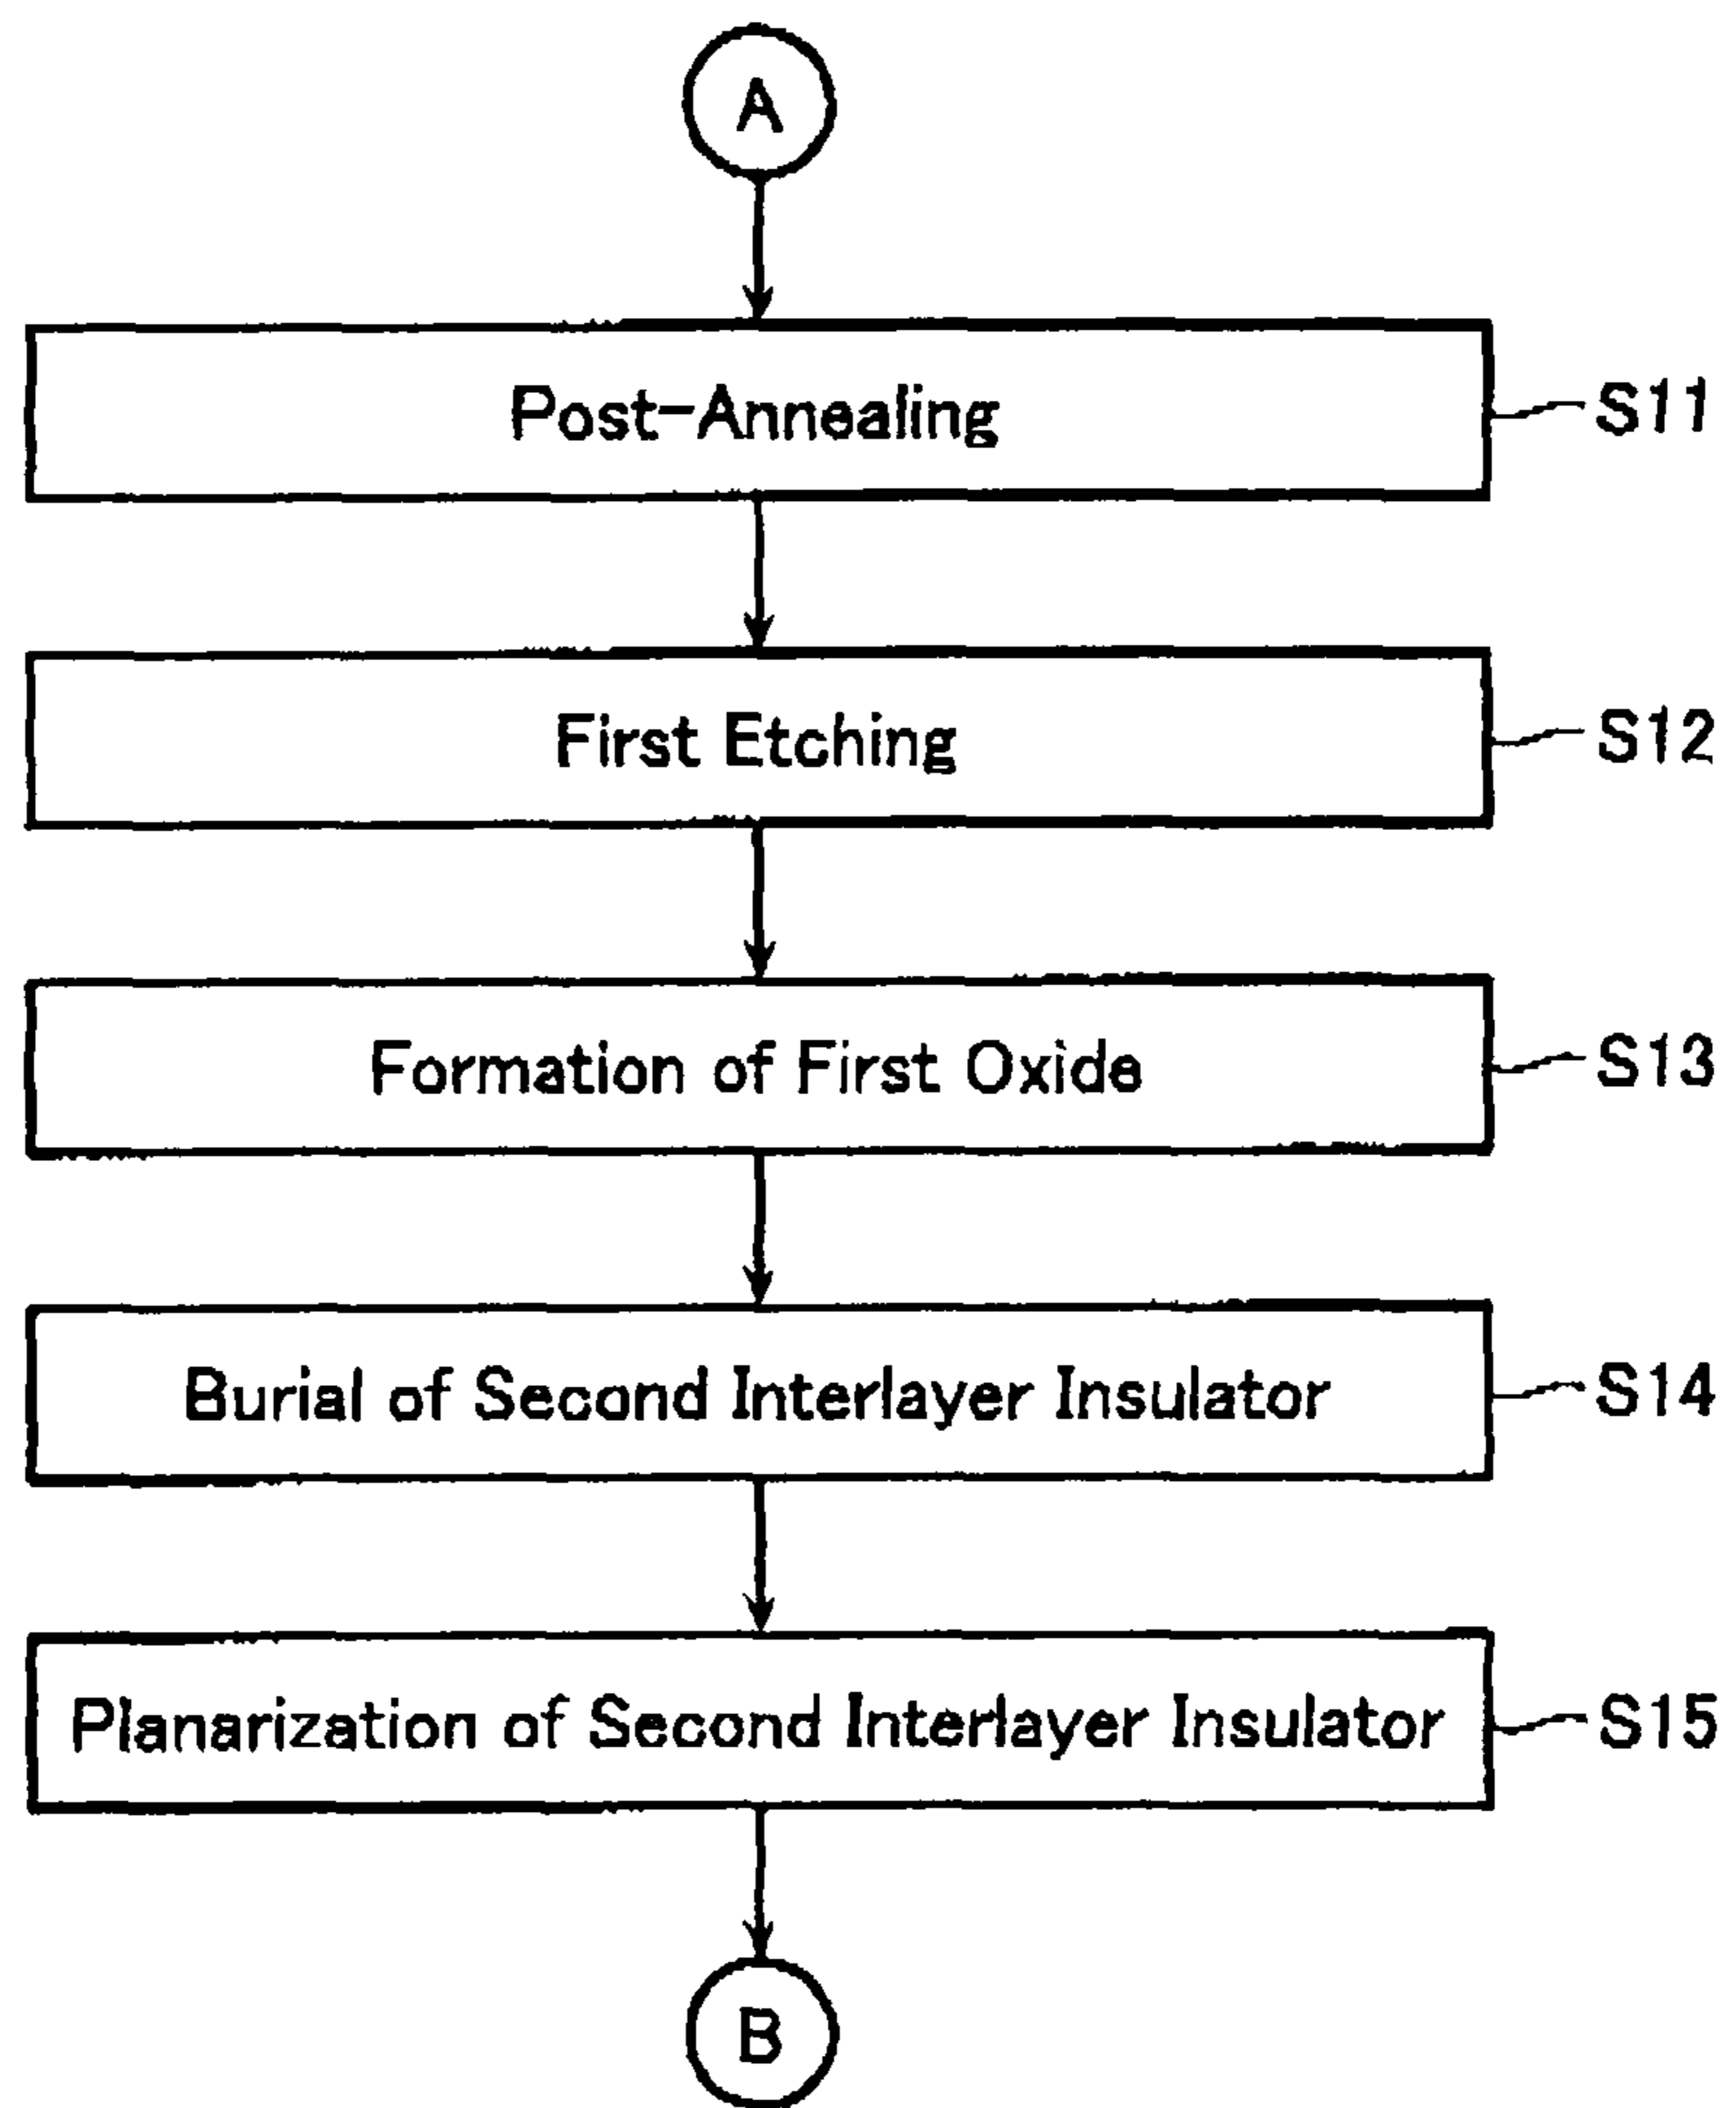 A
Post-Annealing S11
First Etching S12
Formation of First Oxide S13
Burial of Second Interlayer Insulator S14
Planarization of Second Interlayer Insulator S15
B